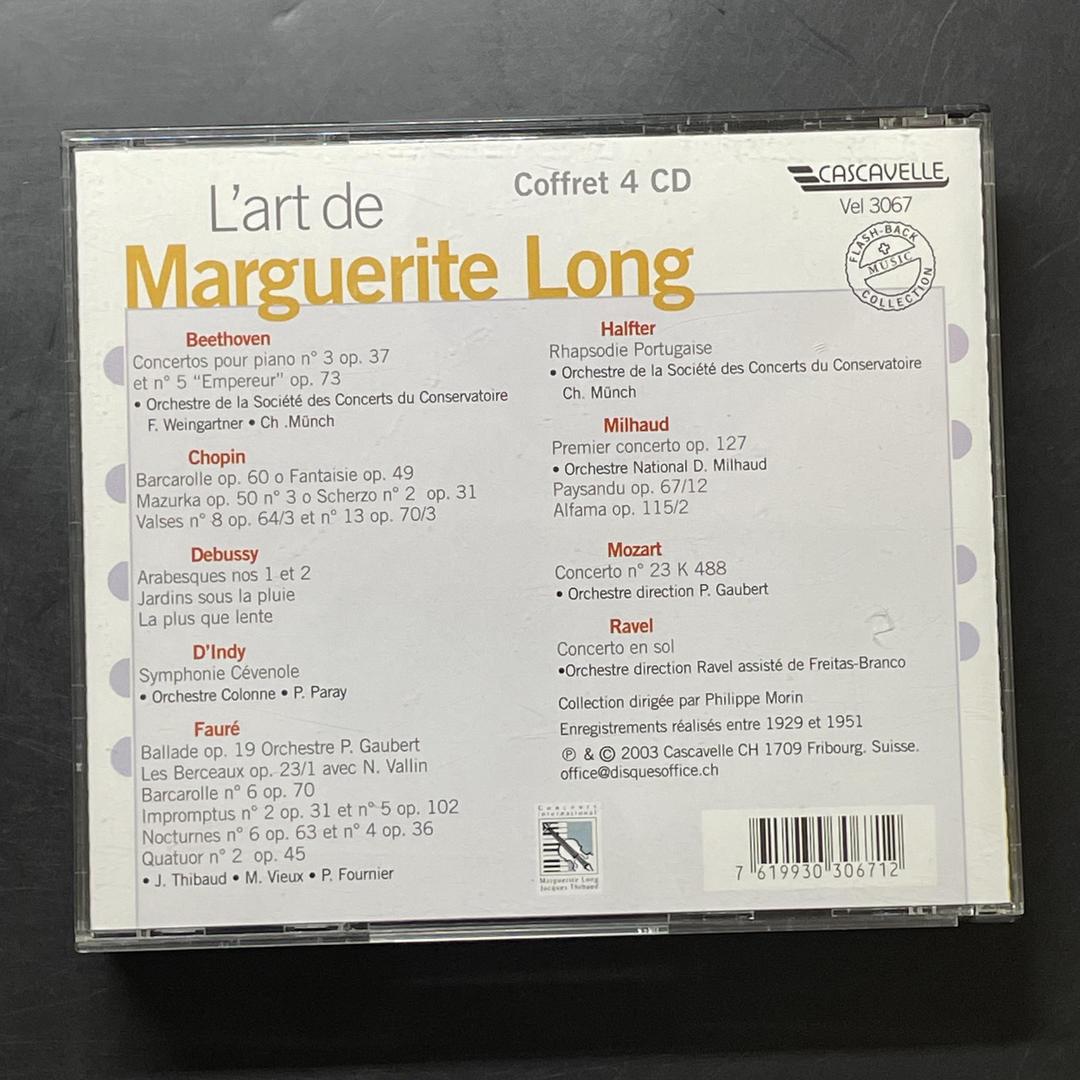 L'art de
Marguerite Long
Coffret 4 CD
CASCAVELLE
Vel 3067
FLASH-BACK
MUSIC
COLLECTION
Beethoven
Concertos pour piano n° 3 op. 37
et n° 5 "Empereur" op. 73
• Orchestre de la Société des Concerts du Conservatoire
F. Weingartner • Ch .Münch
Chopin
Barcarolle op. 60 o Fantaisie op. 49
Mazurka op. 50 n° 3 o Scherzo n° 2 op. 31
Valses n° 8 op. 64/3 et n° 13 op. 70/3
Debussy
Arabesques nos 1 et 2
Jardins sous la pluie
La plus que lente
D'Indy
Symphonie Cévenole
• Orchestre Colonne • P. Paray
Fauré
Ballade op. 19 Orchestre P. Gaubert
Les Berceaux op. 23/1 avec N. Vallin
Barcarolle n° 6 op. 70
Impromptus n° 2 op. 31 et n° 5 op. 102
Nocturnes n° 6 op. 63 et n° 4 op. 36
Quatuor n° 2 op. 45
• J. Thibaud • M. Vieux • P. Fournier
Halfter
Rhapsodie Portugaise
• Orchestre de la Société des Concerts du Conservatoire
Ch. Münch
Milhaud
Premier concerto op. 127
• Orchestre National D. Milhaud
Paysandu op. 67/12
Alfama op. 115/2
Mozart
Concerto n° 23 K 488
• Orchestre direction P. Gaubert
Ravel
Concerto en sol
•Orchestre direction Ravel assisté de Freitas-Branco
Collection dirigée par Philippe Morin
Enregistrements réalisés entre 1929 et 1951
℗ & © 2003 Cascavelle CH 1709 Fribourg. Suisse.
office@disquesoffice.ch
Concours
International
Marguerite Long
Jacques Thibaud
7 619930 306712